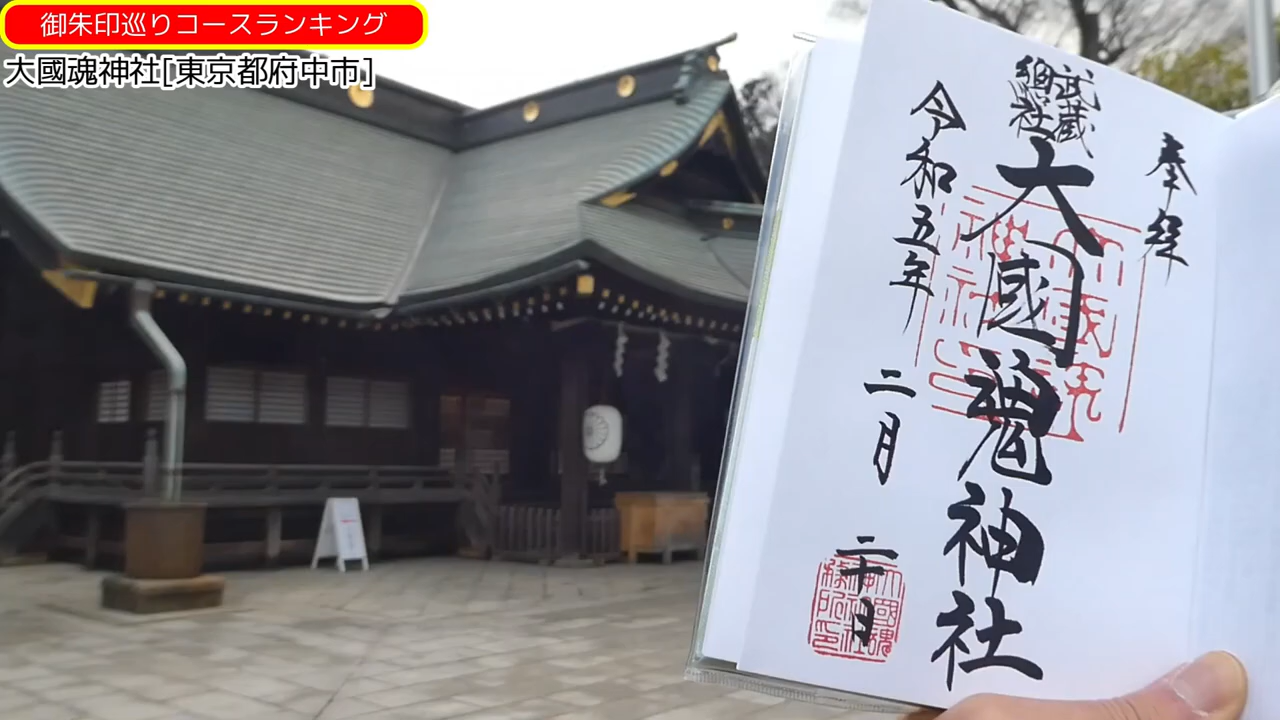 御朱印巡りコースランキング
大國魂神社[東京都府中市]
奉拝
武蔵
總社
大國魂神社
令和五年
二月
二十日